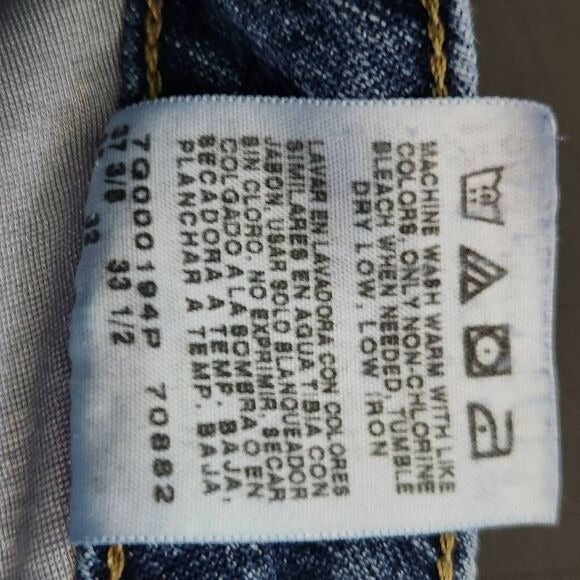 MACHINE WASH WARM WITH LIKE
COLORS, ONLY NON-CHLORINE
BLEACH WHEN NEEDED, TUMBLE
DRY LOW, LOW IRON
LAVAR EN LAVADORA CON COLORES
SIMILARES EN AGUA TIBIA CON
JABON. USAR SOLO BLANQUEADOR
SIN CLORO. NO EXPRIMIR, SECAR
COLGADO A LA SOMBRA O EN
SECADORA A TEMP. BAJA,
PLANCHAR A TEMP. BAJA
7G000194P 70882
37 3/8 32 33 1/2